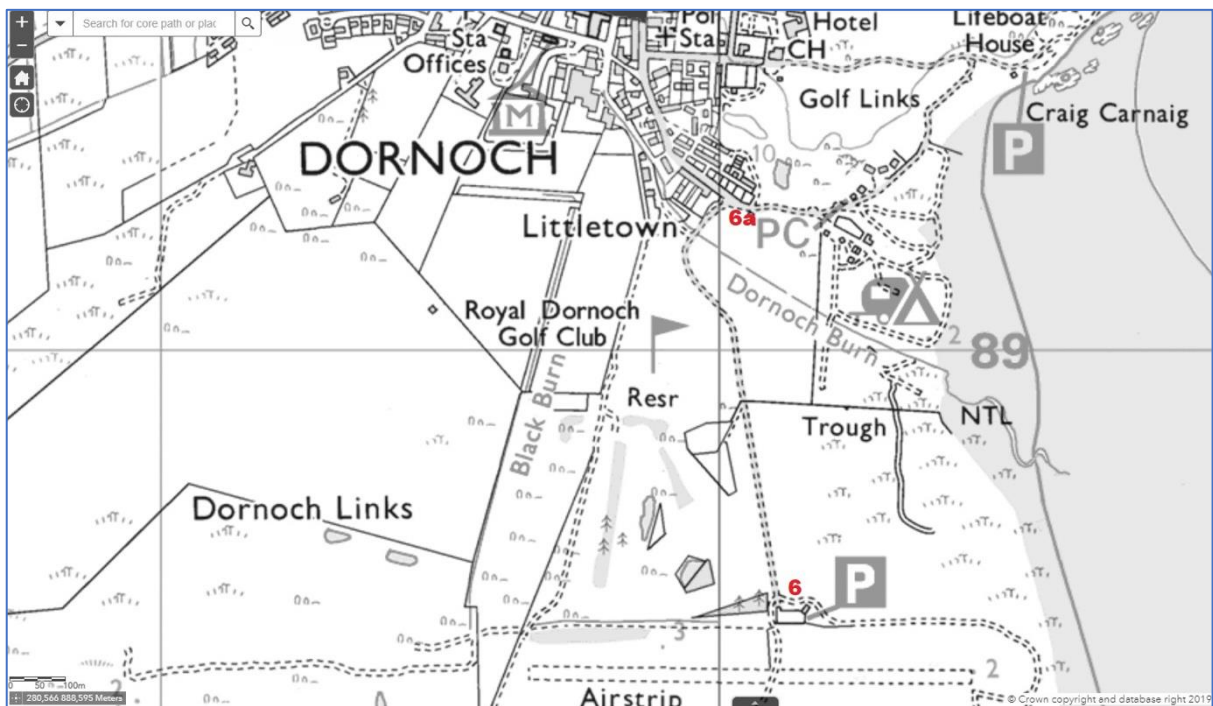 +
Search for core path or plac
−
Sta
Offices
Pol
Sta
Hotel
CH
Lifeboat
House
M
Golf Links
Craig Carnaig
P
DORNOCH
10
6a
PC
Littletown
Dornoch Burn
Royal Dornoch
Golf Club
2
89
Black Burn
Resr
Trough
NTL
Dornoch Links
6
P
3
2
2
0 50 100m
280,566 888,595 Meters
Airstrip
© Crown copyright and database right 2019